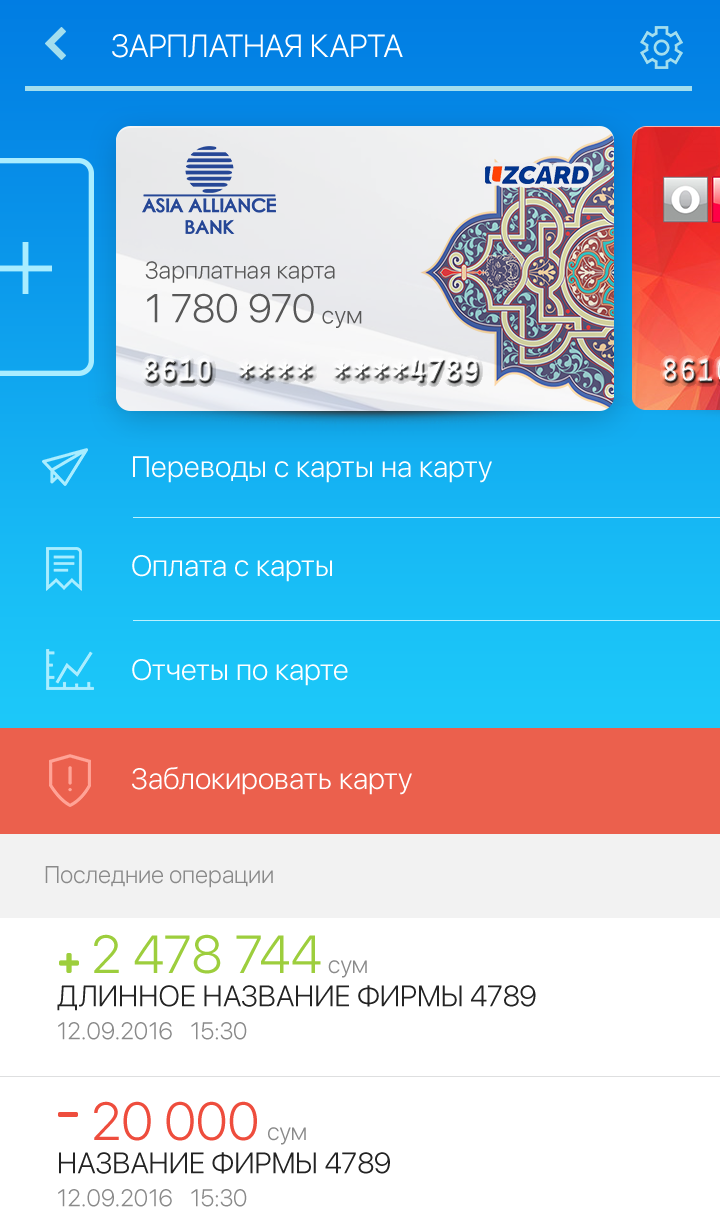 ЗАРПЛАТНАЯ КАРТА
ASIA ALLIANCE
BANK
UZCARD
Зарплатная карта
1 780 970 сум
8610 **** ****4789
O
861
Переводы с карты на карту
Оплата с карты
Отчеты по карте
Заблокировать карту
Последние операции
+ 2 478 744 сум
ДЛИННОЕ НАЗВАНИЕ ФИРМЫ 4789
12.09.2016 15:30
- 20 000 сум
НАЗВАНИЕ ФИРМЫ 4789
12.09.2016 15:30